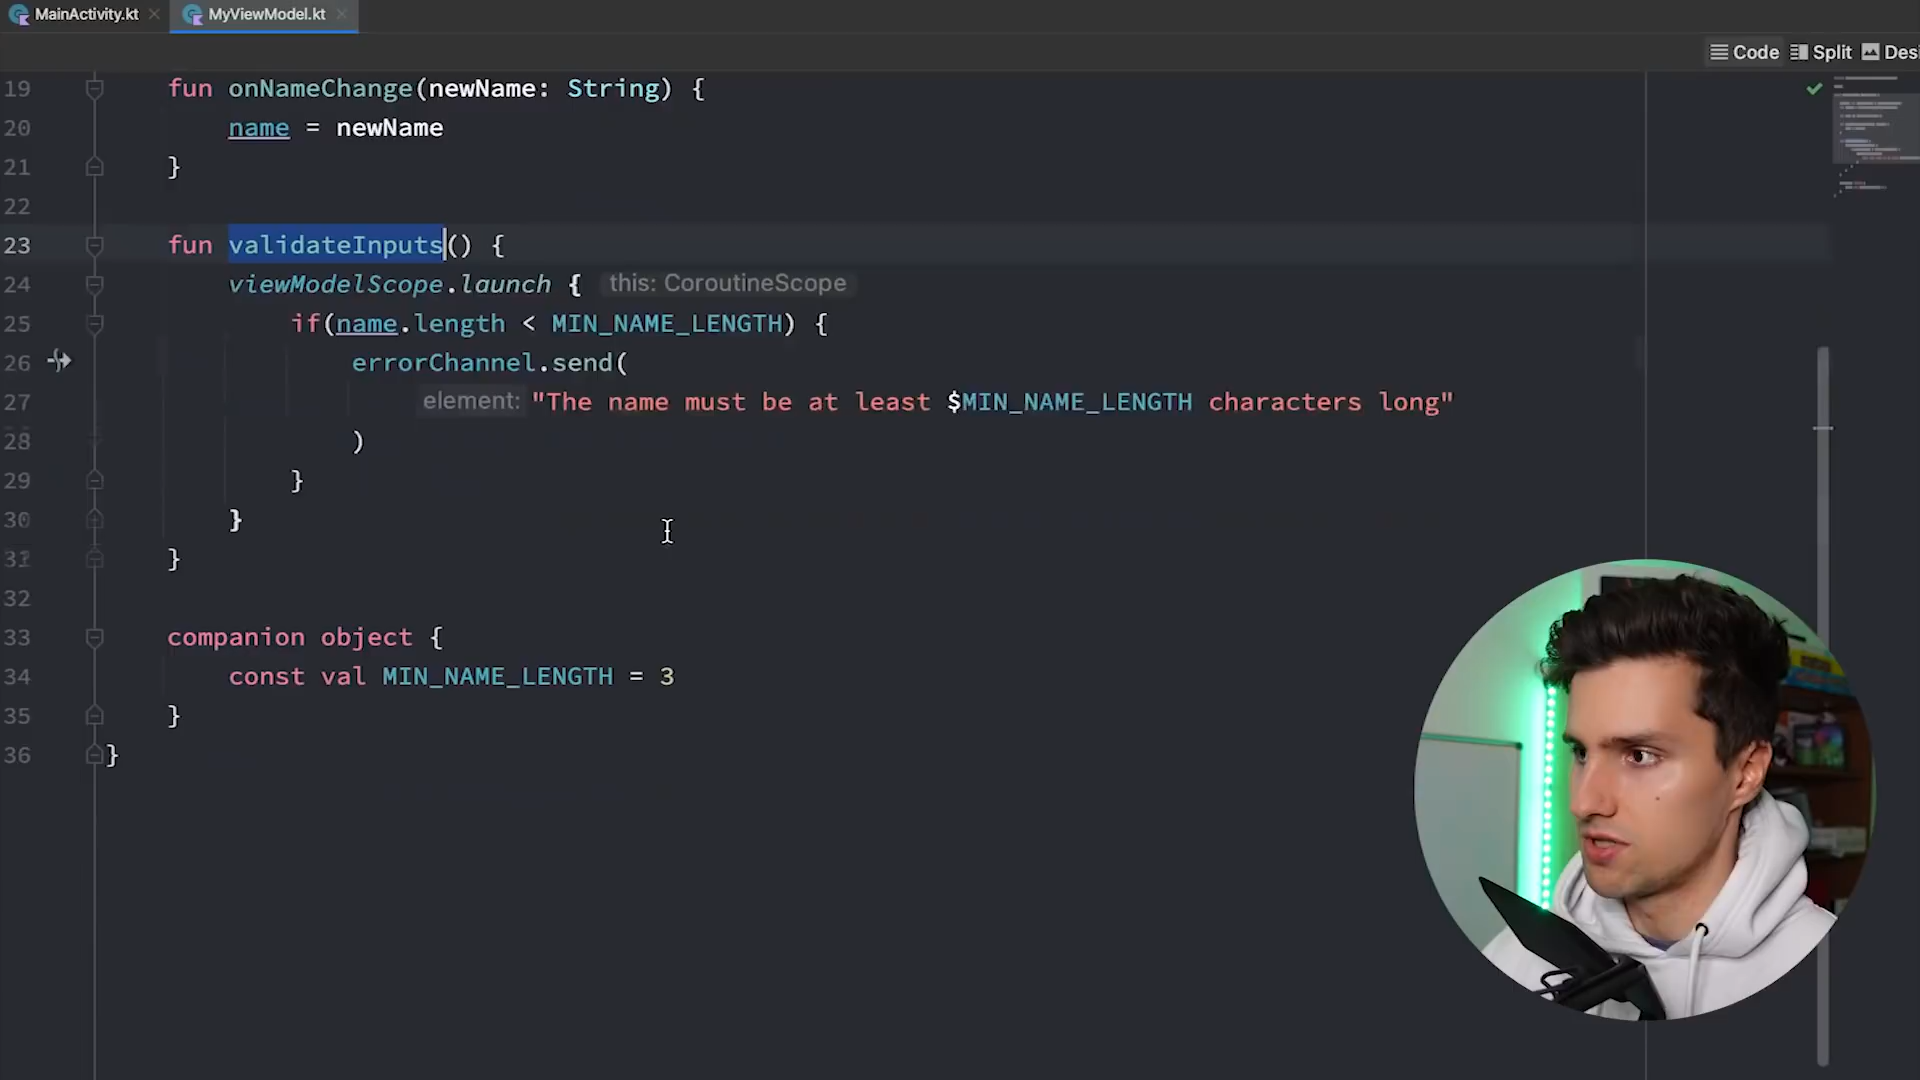 MainActivity.kt
MyViewModel.kt
Code
Split
Desi
19 fun onNameChange(newName: String) {
20 name = newName
21 }
22
23 fun validateInputs() {
24 viewModelScope.launch { this: CoroutineScope
25 if(name.length < MIN_NAME_LENGTH) {
26 errorChannel.send(
27 element: "The name must be at least $MIN_NAME_LENGTH characters long"
28 )
29 }
30 }
31 }
32
33 companion object {
34 const val MIN_NAME_LENGTH = 3
35 }
36 }